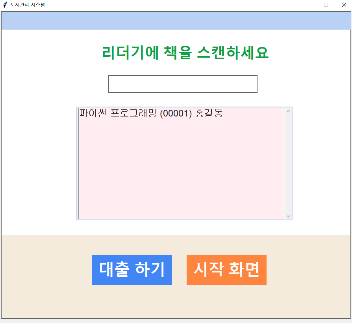 리더기에 책을 스캔하세요
파이썬 프로그래밍 (00001) 홍길동
대출 하기
시작 화면